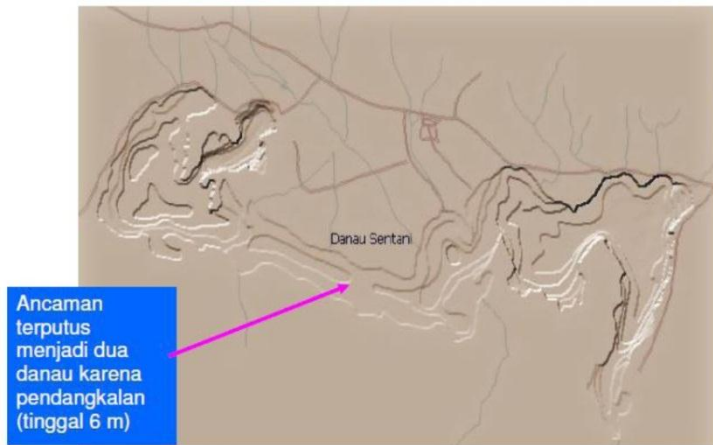 Danau Sentani
Ancaman
terputus
menjadi dua
danau karena
pendangkalan
(tinggal 6 m)